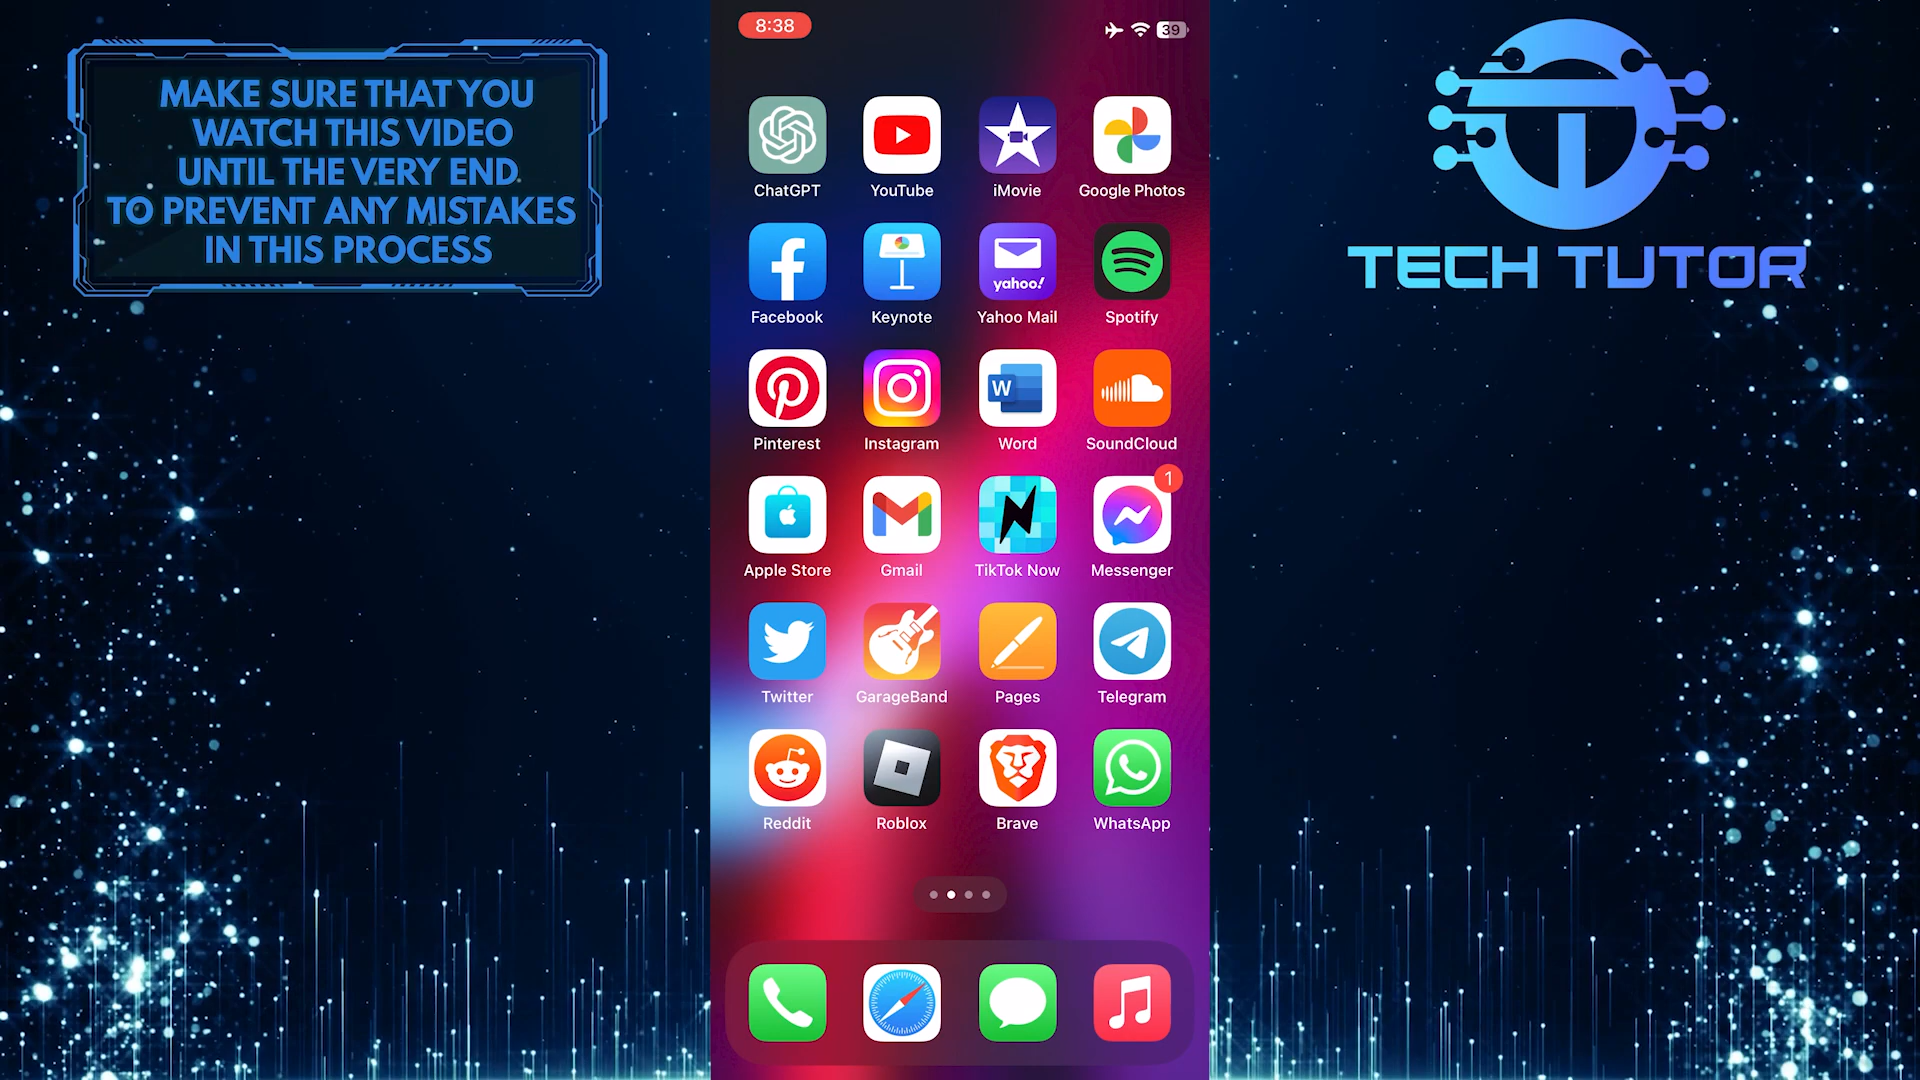 MAKE SURE THAT YOU
WATCH THIS VIDEO
UNTIL THE VERY END
TO PREVENT ANY MISTAKES
IN THIS PROCESS
8:38
39
ChatGPT
YouTube
iMovie
Google Photos
yahoo!
Facebook
Keynote
Yahoo Mail
Spotify
W
Pinterest
Instagram
Word
SoundCloud
1
Apple Store
Gmail
TikTok Now
Messenger
Twitter
GarageBand
Pages
Telegram
Reddit
Roblox
Brave
WhatsApp
TECH TUTOR